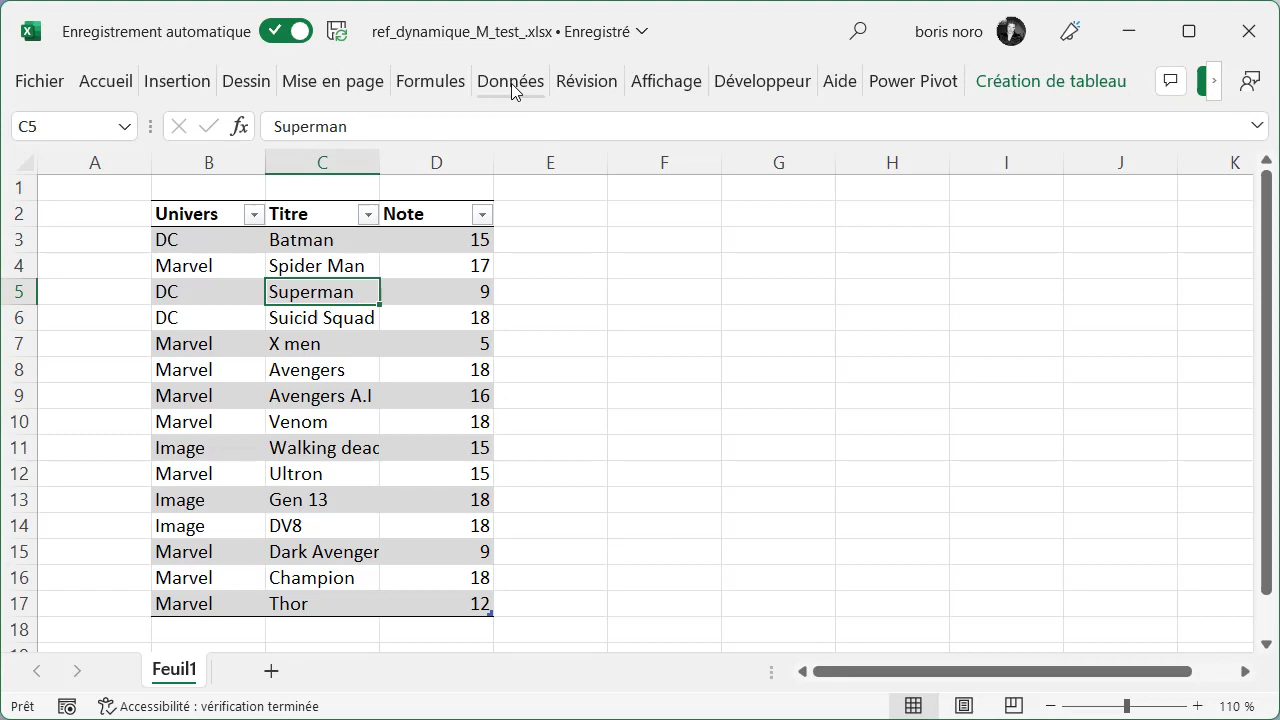 Enregistrement automatique ref_dynamique_M_test_.xlsx • Enregistré boris noro
Fichier Accueil Insertion Dessin Mise en page Formules Données Révision Affichage Développeur Aide Power Pivot Création de tableau
C5 fx Superman
A B C D E F G H I J K
1
2 Univers Titre Note
3 DC Batman 15
4 Marvel Spider Man 17
5 DC Superman 9
6 DC Suicid Squad 18
7 Marvel X men 5
8 Marvel Avengers 18
9 Marvel Avengers A.I 16
10 Marvel Venom 18
11 Image Walking dead 15
12 Marvel Ultron 15
13 Image Gen 13 18
14 Image DV8 18
15 Marvel Dark Avenger 9
16 Marvel Champion 18
17 Marvel Thor 12
18
Feuil1
Prêt Accessibilité : vérification terminée 110 %